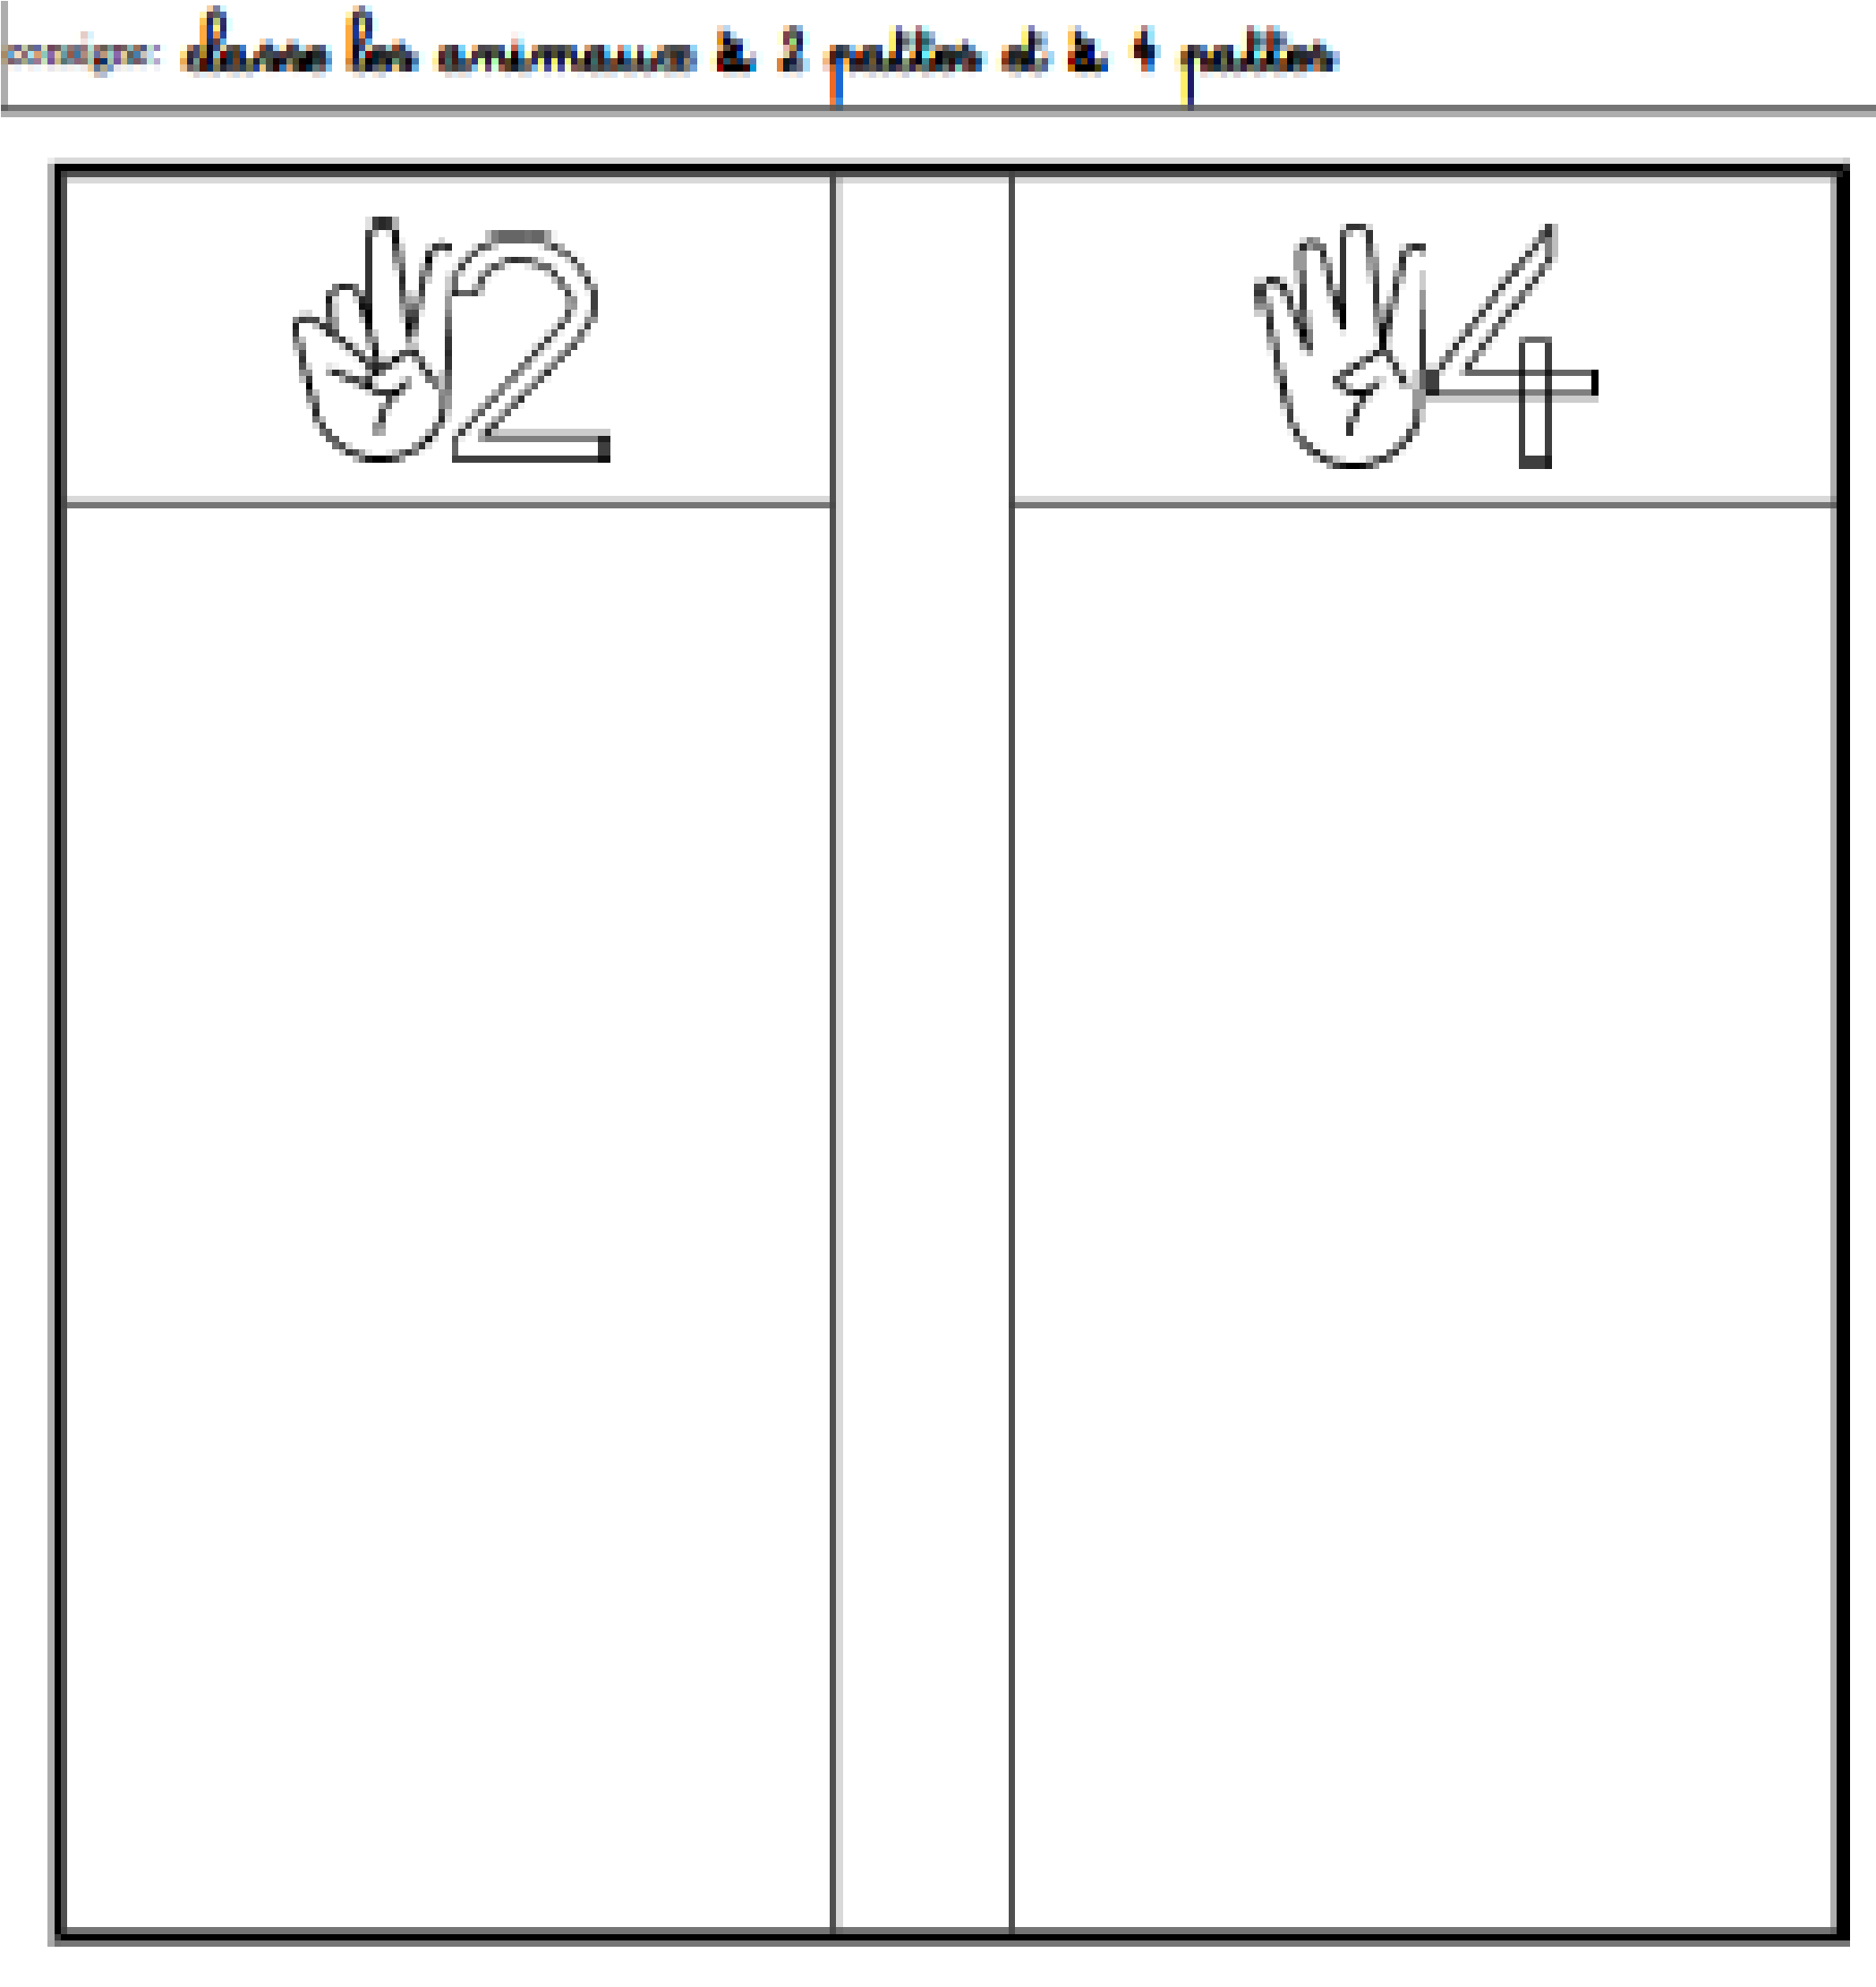 consigne: classe les animaux à 2 pattes et à 4 pattes
2 4